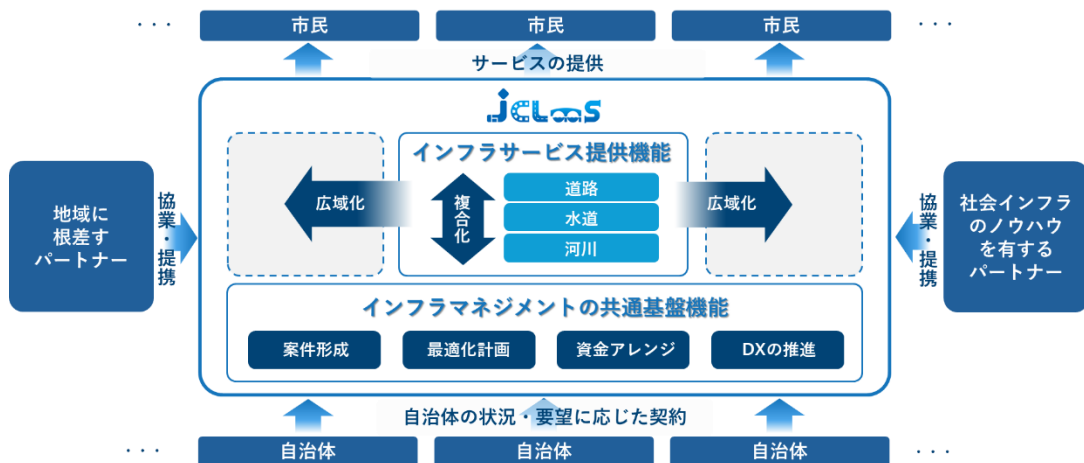 ・・・ 市民 市民 市民 ・・・
サービスの提供
JCLaaS
インフラサービス提供機能
広域化
複合化
道路
水道
河川
広域化
地域に
根差す
パートナー
協業・提携
協業・提携
社会インフラ
のノウハウ
を有する
パートナー
インフラマネジメントの共通基盤機能
案件形成 最適化計画 資金アレンジ DXの推進
自治体の状況・要望に応じた契約
・・・ 自治体 自治体 自治体 ・・・